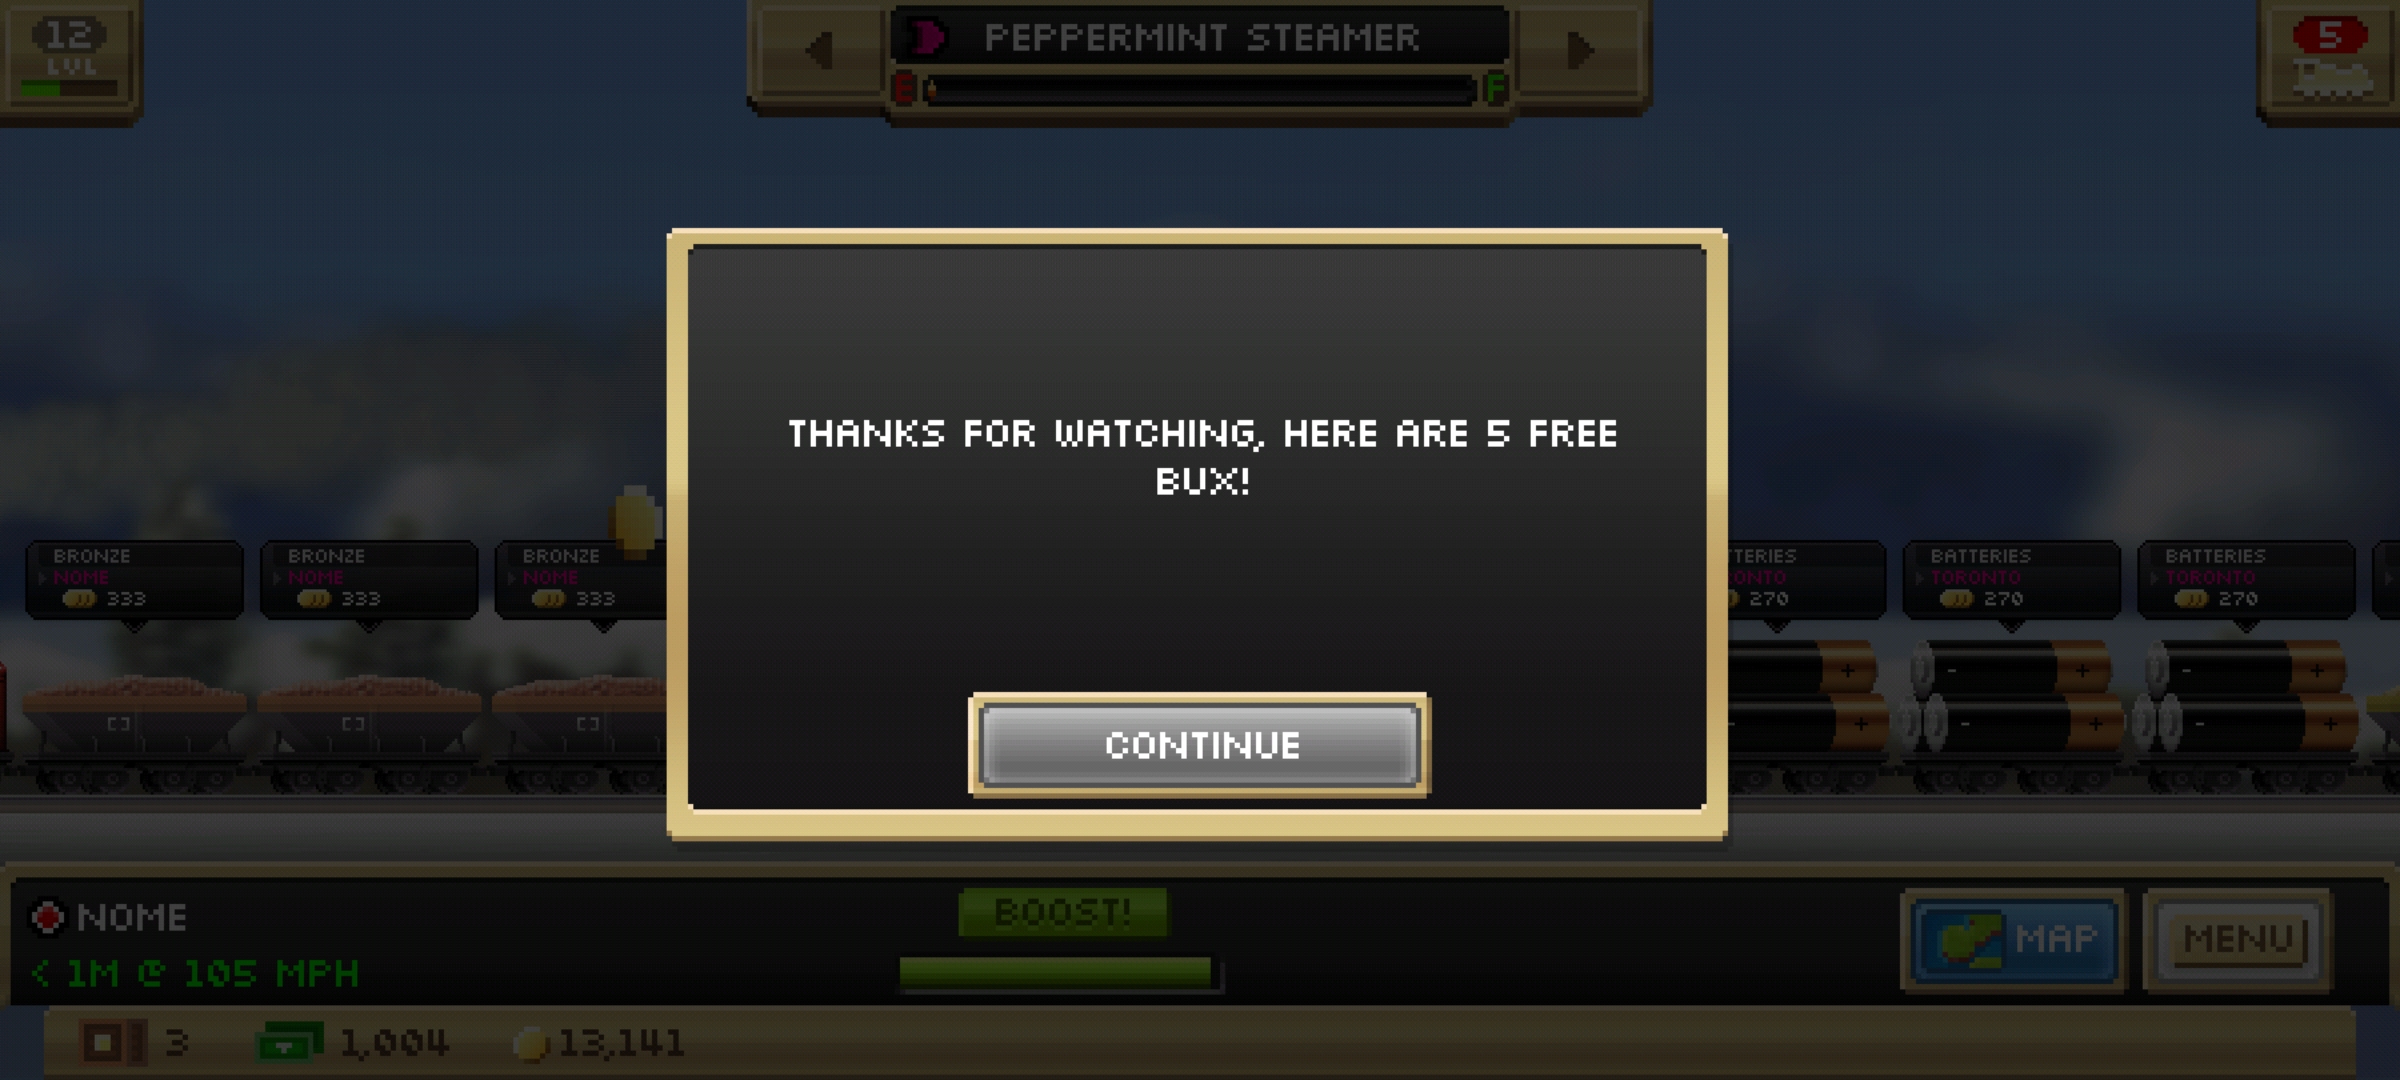 12
LVL
PEPPERMINT STEAMER
E F
5
THANKS FOR WATCHING, HERE ARE 5 FREE
BUX!
CONTINUE
BRONZE
NOME
333
BRONZE
NOME
333
BRONZE
NOME
333
TTERIES
ONTO
270
BATTERIES
TORONTO
270
BATTERIES
TORONTO
270
NOME
< 1M @ 105 MPH
BOOST!
MAP
MENU
3
1,004
13,141